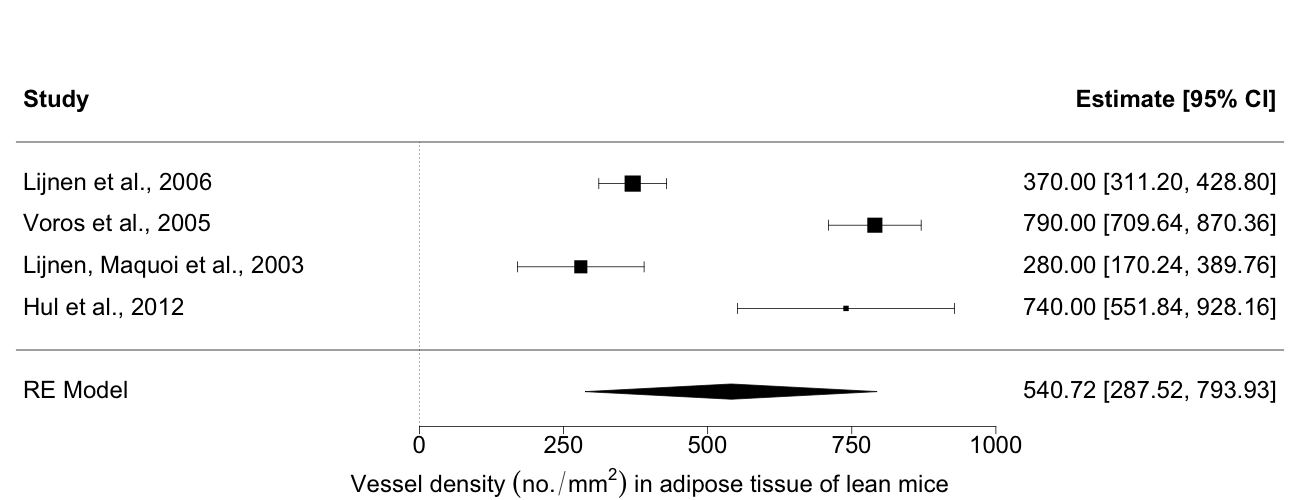 Study Estimate [95% CI]
Lijnen et al., 2006 370.00 [311.20, 428.80]
Voros et al., 2005 790.00 [709.64, 870.36]
Lijnen, Maquoi et al., 2003 280.00 [170.24, 389.76]
Hul et al., 2012 740.00 [551.84, 928.16]
RE Model 540.72 [287.52, 793.93]
0 250 500 750 1000
Vessel density (no./mm²) in adipose tissue of lean mice